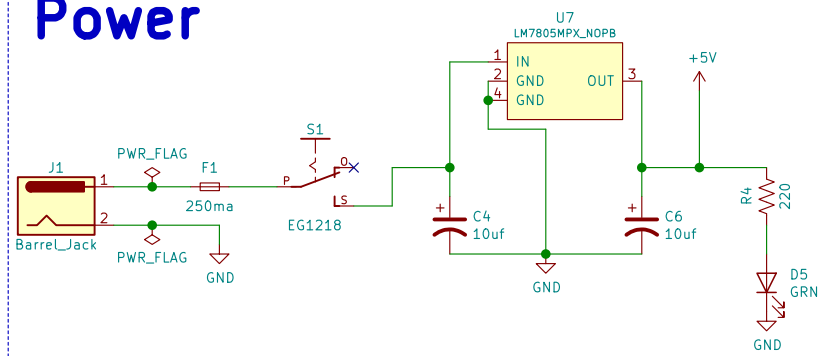 Power
U7
LM7805MPX_NOPB
1 IN
2 GND
4 GND
OUT 3
+5V
S1
PWR_FLAG
J1
F1
1
P
O
S
250ma
EG1218
2
Barrel_Jack
PWR_FLAG
GND
+ C4
10uf
+ C6
10uf
R4
220
GND
D5
GRN
GND